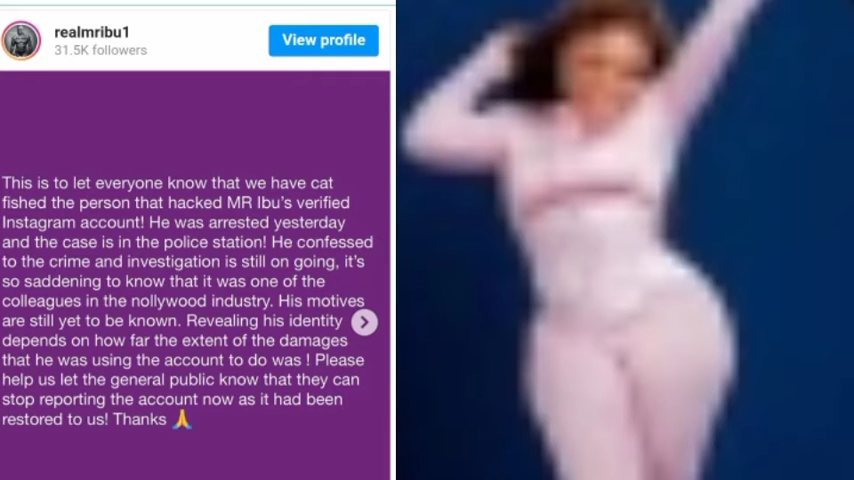 realmribu1
31.5K followers
View profile
This is to let everyone know that we have cat
fished the person that hacked MR Ibu's verified
Instagram account! He was arrested yesterday
and the case is in the police station! He confessed
to the crime and investigation is still on going, it's
so saddening to know that it was one of the
colleagues in the nollywood industry. His motives
are still yet to be known. Revealing his identity
depends on how far the extent of the damages
that he was using the account to do was ! Please
help us let the general public know that they can
stop reporting the account now as it had been
restored to us! Thanks 🙏